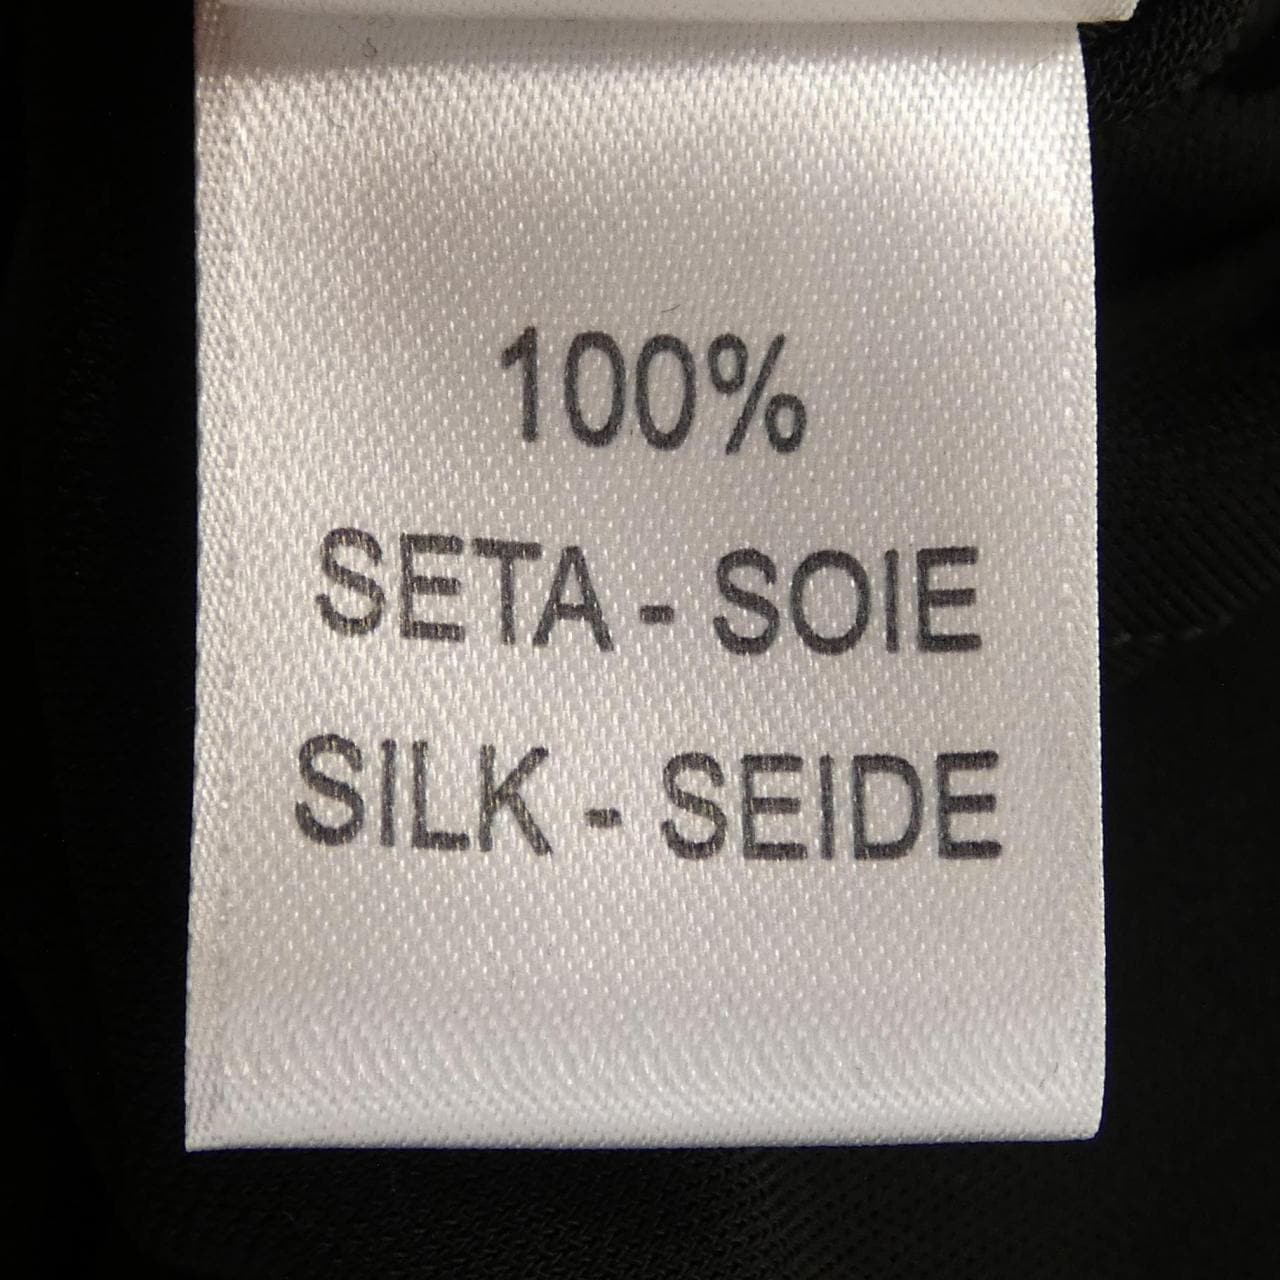 100%
SETA - SOIE
SILK - SEIDE